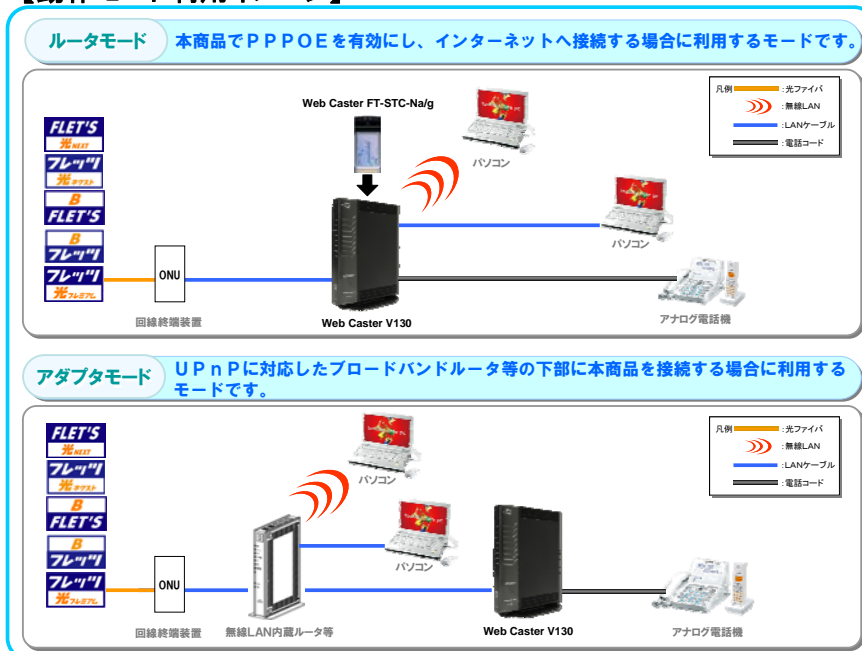 ルータモード
本商品でＰＰＰＯＥを有効にし、インターネットへ接続する場合に利用するモードです。
凡例
:光ファイバ
:無線LAN
:LANケーブル
:電話コード
Web Caster FT-STC-Na/g
パソコン
FLET'S
光NEXT
フレッツ
光ネクスト
B
FLET'S
B
フレッツ
フレッツ
光プレミアム
ONU
パソコン
回線終端装置
Web Caster V130
アナログ電話機
アダプタモード
ＵＰｎＰに対応したブロードバンドルータ等の下部に本商品を接続する場合に利用する
モードです。
凡例
:光ファイバ
:無線LAN
:LANケーブル
:電話コード
FLET'S
光NEXT
フレッツ
光ネクスト
B
FLET'S
B
フレッツ
フレッツ
光プレミアム
パソコン
パソコン
ONU
回線終端装置
無線LAN内蔵ルータ等
Web Caster V130
アナログ電話機